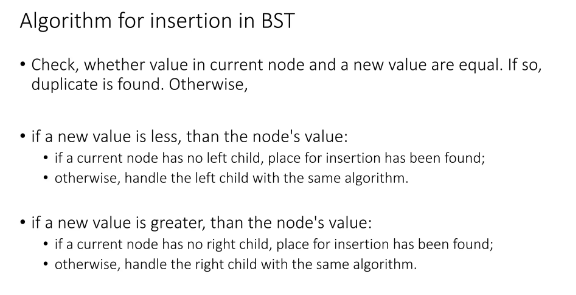 Algorithm for insertion in BST
• Check, whether value in current node and a new value are equal. If so,
duplicate is found. Otherwise,
• if a new value is less, than the node's value:
• if a current node has no left child, place for insertion has been found;
• otherwise, handle the left child with the same algorithm.
• if a new value is greater, than the node's value:
• if a current node has no right child, place for insertion has been found;
• otherwise, handle the right child with the same algorithm.